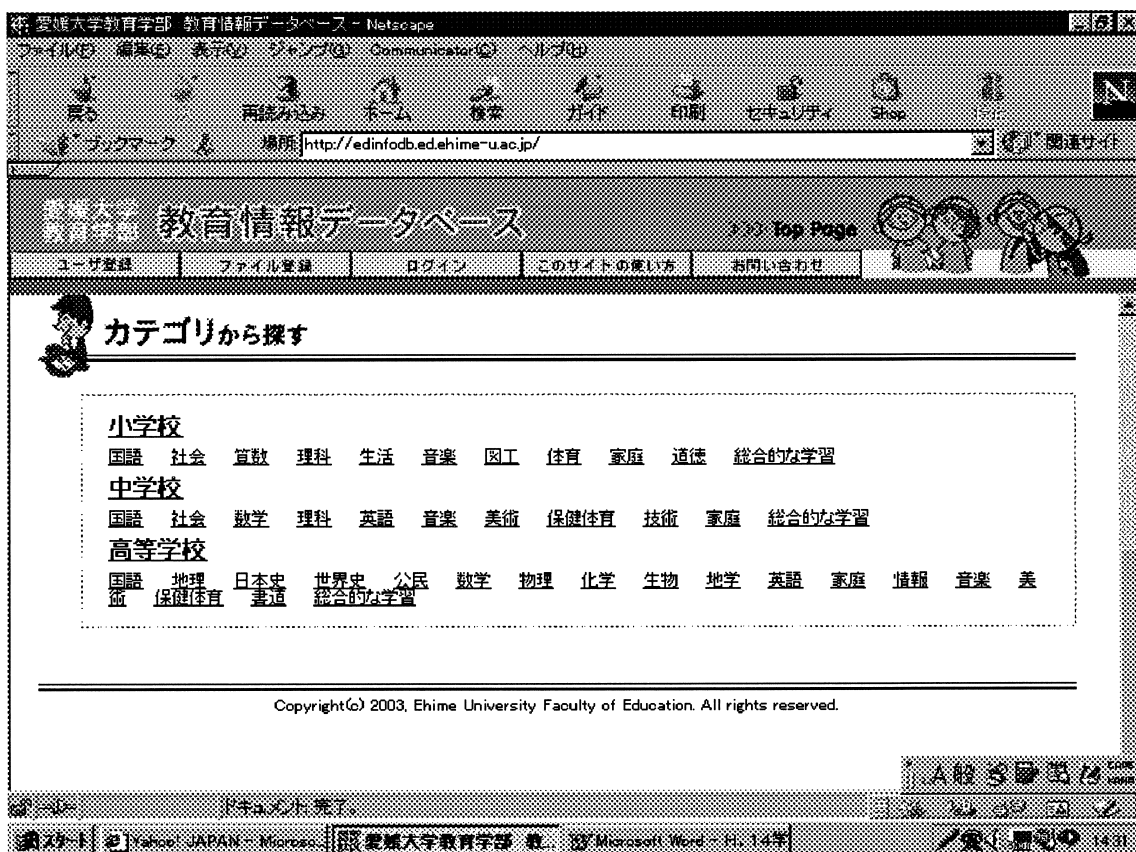 愛媛大学教育学部 教育情報データベース - Netscape
ファイル(F) 編集(E) 表示(V) ジャンプ(G) Communicator(C) ヘルプ(H)
戻る 再読み込み ホーム 検索 ガイド 印刷 セキュリティ Shop
ブックマーク 場所: http://edinfodb.ed.ehime-u.ac.jp/ 関連サイト
愛媛大学
教育学部 教育情報データベース >>> Top Page
ユーザ登録 ファイル登録 ログイン このサイトの使い方 お問い合わせ
カテゴリから探す
小学校
国語 社会 算数 理科 生活 音楽 図工 体育 家庭 道徳 総合的な学習
中学校
国語 社会 数学 理科 英語 音楽 美術 保健体育 技術 家庭 総合的な学習
高等学校
国語 地理 日本史 世界史 公民 数学 物理 化学 生物 地学 英語 家庭 情報 音楽 美
術 保健体育 書道 総合的な学習
Copyright(c) 2003, Ehime University Faculty of Education. All rights reserved.
A 般
CAPS
KANA
ドキュメント: 完了。
スタート Yahoo! JAPAN - Microso... 愛媛大学教育学部 教... Microsoft Word - H. 14学 14:31